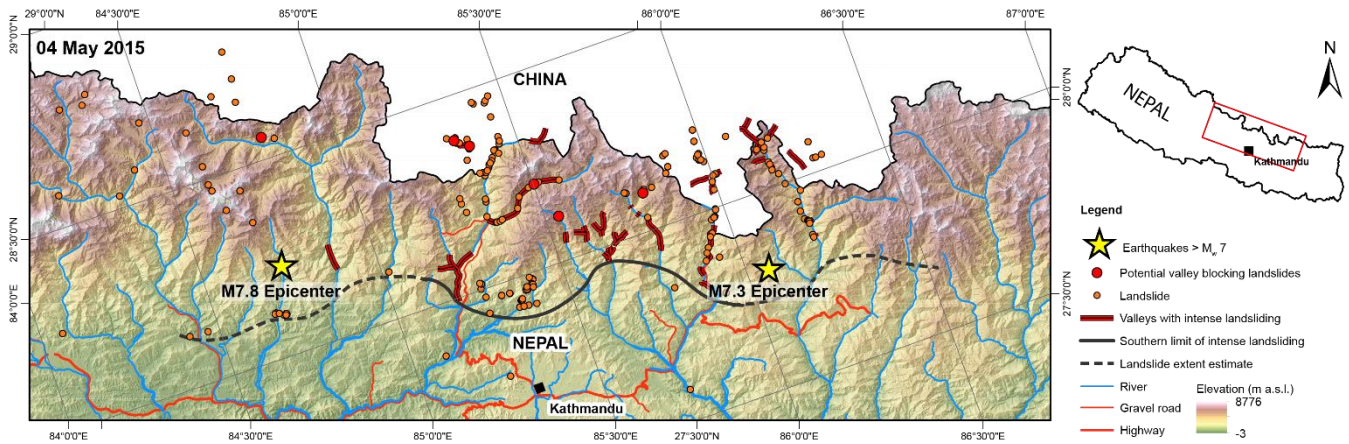 29°0'0"N
84°30'0"E
85°0'0"E
85°30'0"E
86°0'0"E
86°30'0"E
87°0'0"E
29°0'0"N
04 May 2015
CHINA
28°0'0"N
28°30'0"N
84°0'0"E
27°30'0"N
M7.8 Epicenter
M7.3 Epicenter
NEPAL
Kathmandu
84°0'0"E
84°30'0"E
85°0'0"E
85°30'0"E
27°30'0"N
86°0'0"E
86°30'0"E
N
NEPAL
Kathmandu
Legend
Earthquakes > Mw 7
Potential valley blocking landslides
Landslide
Valleys with intense landsliding
Southern limit of intense landsliding
Landslide extent estimate
River
Gravel road
Highway
Elevation (m a.s.l.)
8776
-3